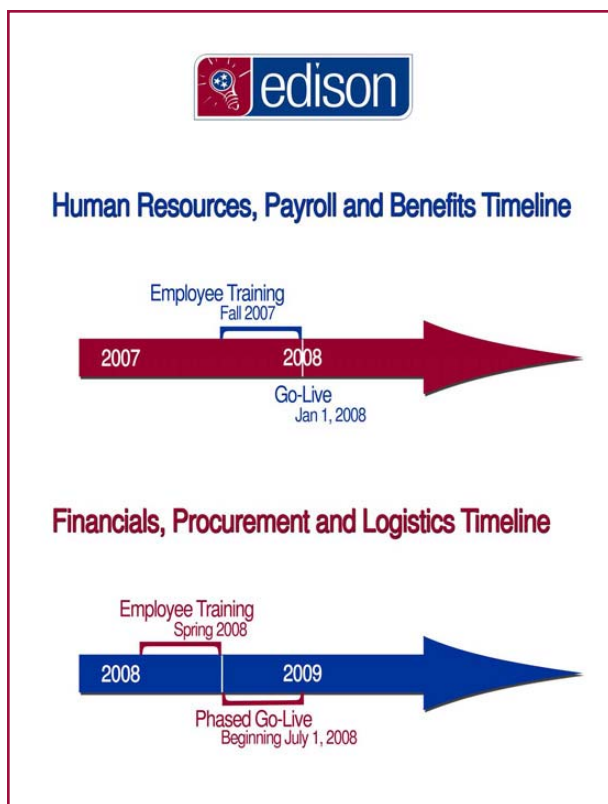 edison
Human Resources, Payroll and Benefits Timeline
Employee Training
Fall 2007
2007
2008
Go-Live
Jan 1, 2008
Financials, Procurement and Logistics Timeline
Employee Training
Spring 2008
2008
2009
Phased Go-Live
Beginning July 1, 2008